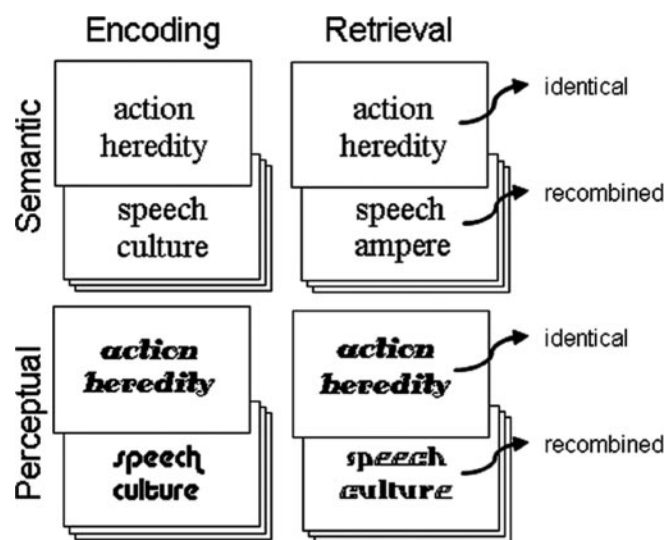 Encoding Retrieval
Semantic
action
heredity
speech
culture
action
heredity
speech
ampere
identical
recombined
Perceptual
action
heredity
speech
culture
action
heredity
speech
culture
identical
recombined